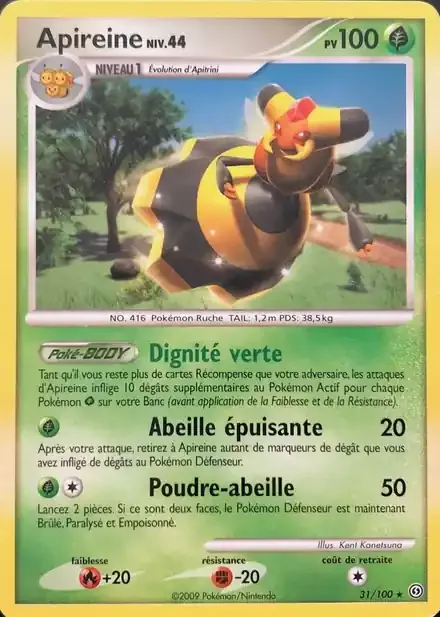 Apireine NIV.44 PV 100
NIVEAU 1 Évolution d'Apitrini
NO. 416 Pokémon Ruche TAIL: 1,2 m PDS: 38,5 kg
Poké-BODY Dignité verte
Tant qu'il vous reste plus de cartes Récompense que votre adversaire, les attaques
d'Apireine inflige 10 dégâts supplémentaires au Pokémon Actif pour chaque
Pokémon sur votre Banc (avant application de la Faiblesse et de la Résistance).
Abeille épuisante 20
Après votre attaque, retirez à Apireine autant de marqueurs de dégât que vous
avez infligé de dégâts au Pokémon Défenseur.
Poudre-abeille 50
Lancez 2 pièces. Si ce sont deux faces, le Pokémon Défenseur est maintenant
Brûlé, Paralysé et Empoisonné.
Illus. Kent Kanetsuna
faiblesse résistance coût de retraite
+20 -20
©2009 Pokémon/Nintendo 31/100 ★